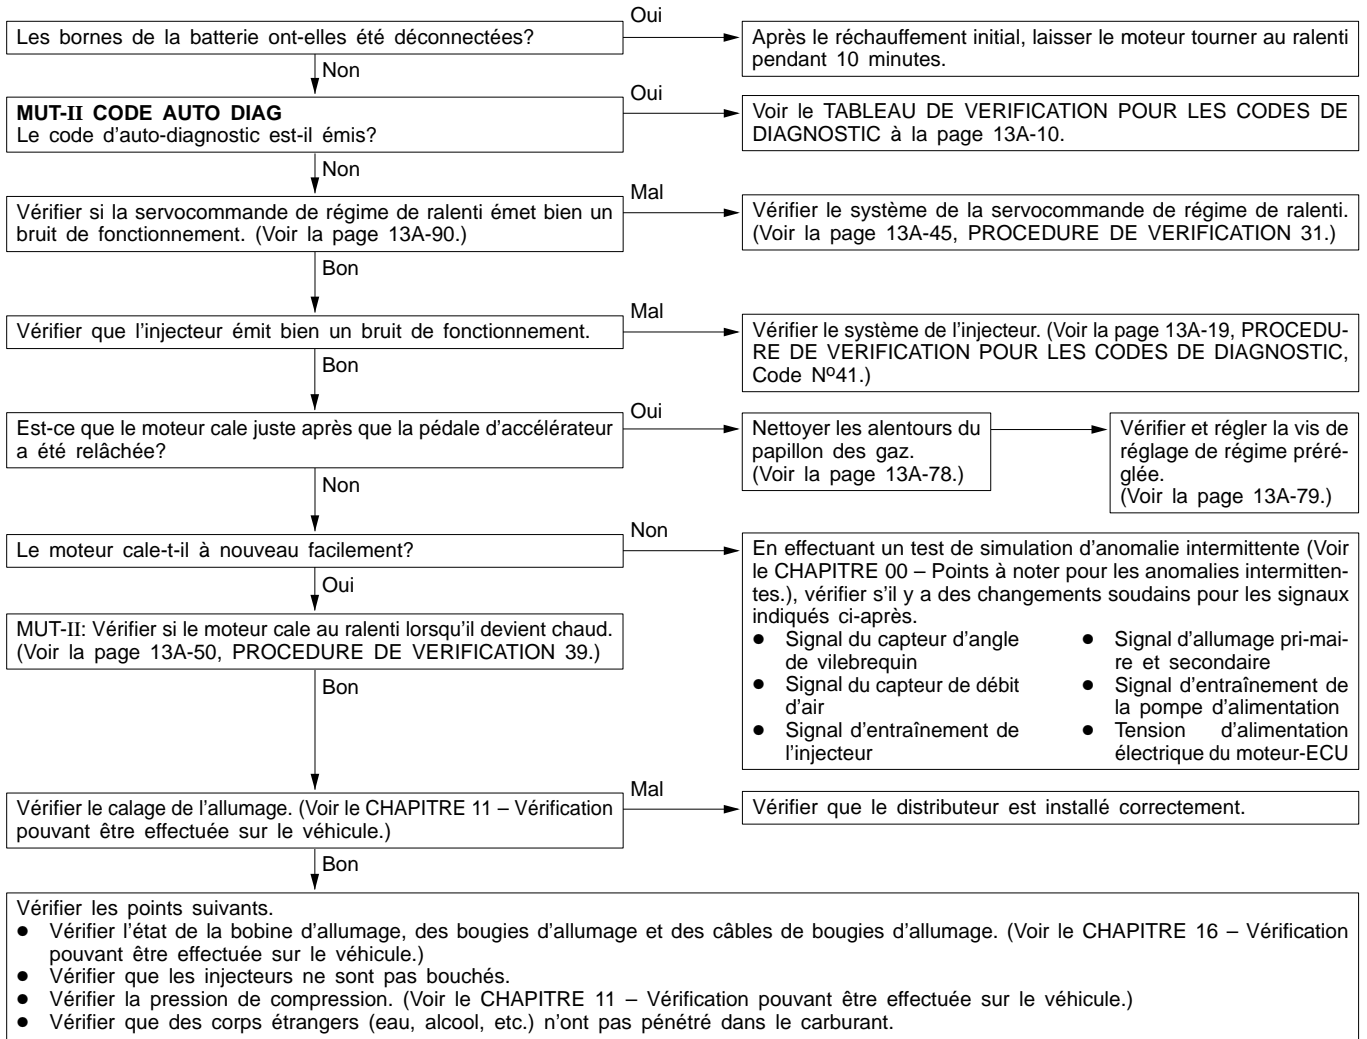 Les bornes de la batterie ont-elles été déconnectées?
Oui
Après le réchauffement initial, laisser le moteur tourner au ralenti
pendant 10 minutes.
Non
MUT-II CODE AUTO DIAG
Le code d'auto-diagnostic est-il émis?
Oui
Voir le TABLEAU DE VERIFICATION POUR LES CODES DE
DIAGNOSTIC à la page 13A-10.
Non
Vérifier si la servocommande de régime de ralenti émet bien un
bruit de fonctionnement. (Voir la page 13A-90.)
Mal
Vérifier le système de la servocommande de régime de ralenti.
(Voir la page 13A-45, PROCEDURE DE VERIFICATION 31.)
Bon
Vérifier que l'injecteur émit bien un bruit de fonctionnement.
Mal
Vérifier le système de l'injecteur. (Voir la page 13A-19, PROCEDU-
RE DE VERIFICATION POUR LES CODES DE DIAGNOSTIC,
Code Nº41.)
Bon
Est-ce que le moteur cale juste après que la pédale d'accélérateur
a été relâchée?
Oui
Nettoyer les alentours du
papillon des gaz.
(Voir la page 13A-78.)
Vérifier et régler la vis de
réglage de régime préré-
glée.
(Voir la page 13A-79.)
Non
Le moteur cale-t-il à nouveau facilement?
Non
En effectuant un test de simulation d'anomalie intermittente (Voir
le CHAPITRE 00 – Points à noter pour les anomalies intermitten-
tes.), vérifier s'il y a des changements soudains pour les signaux
indiqués ci-après.
● Signal du capteur d'angle
de vilebrequin
● Signal du capteur de débit
d'air
● Signal d'entraînement de
l'injecteur
● Signal d'allumage pri-mai-
re et secondaire
● Signal d'entraînement de
la pompe d'alimentation
● Tension d'alimentation
électrique du moteur-ECU
Oui
MUT-II: Vérifier si le moteur cale au ralenti lorsqu'il devient chaud.
(Voir la page 13A-50, PROCEDURE DE VERIFICATION 39.)
Bon
Vérifier le calage de l'allumage. (Voir le CHAPITRE 11 – Vérification
pouvant être effectuée sur le véhicule.)
Mal
Vérifier que le distributeur est installé correctement.
Bon
Vérifier les points suivants.
● Vérifier l'état de la bobine d'allumage, des bougies d'allumage et des câbles de bougies d'allumage. (Voir le CHAPITRE 16 – Vérification
pouvant être effectuée sur le véhicule.)
● Vérifier que les injecteurs ne sont pas bouchés.
● Vérifier la pression de compression. (Voir le CHAPITRE 11 – Vérification pouvant être effectuée sur le véhicule.)
● Vérifier que des corps étrangers (eau, alcool, etc.) n'ont pas pénétré dans le carburant.